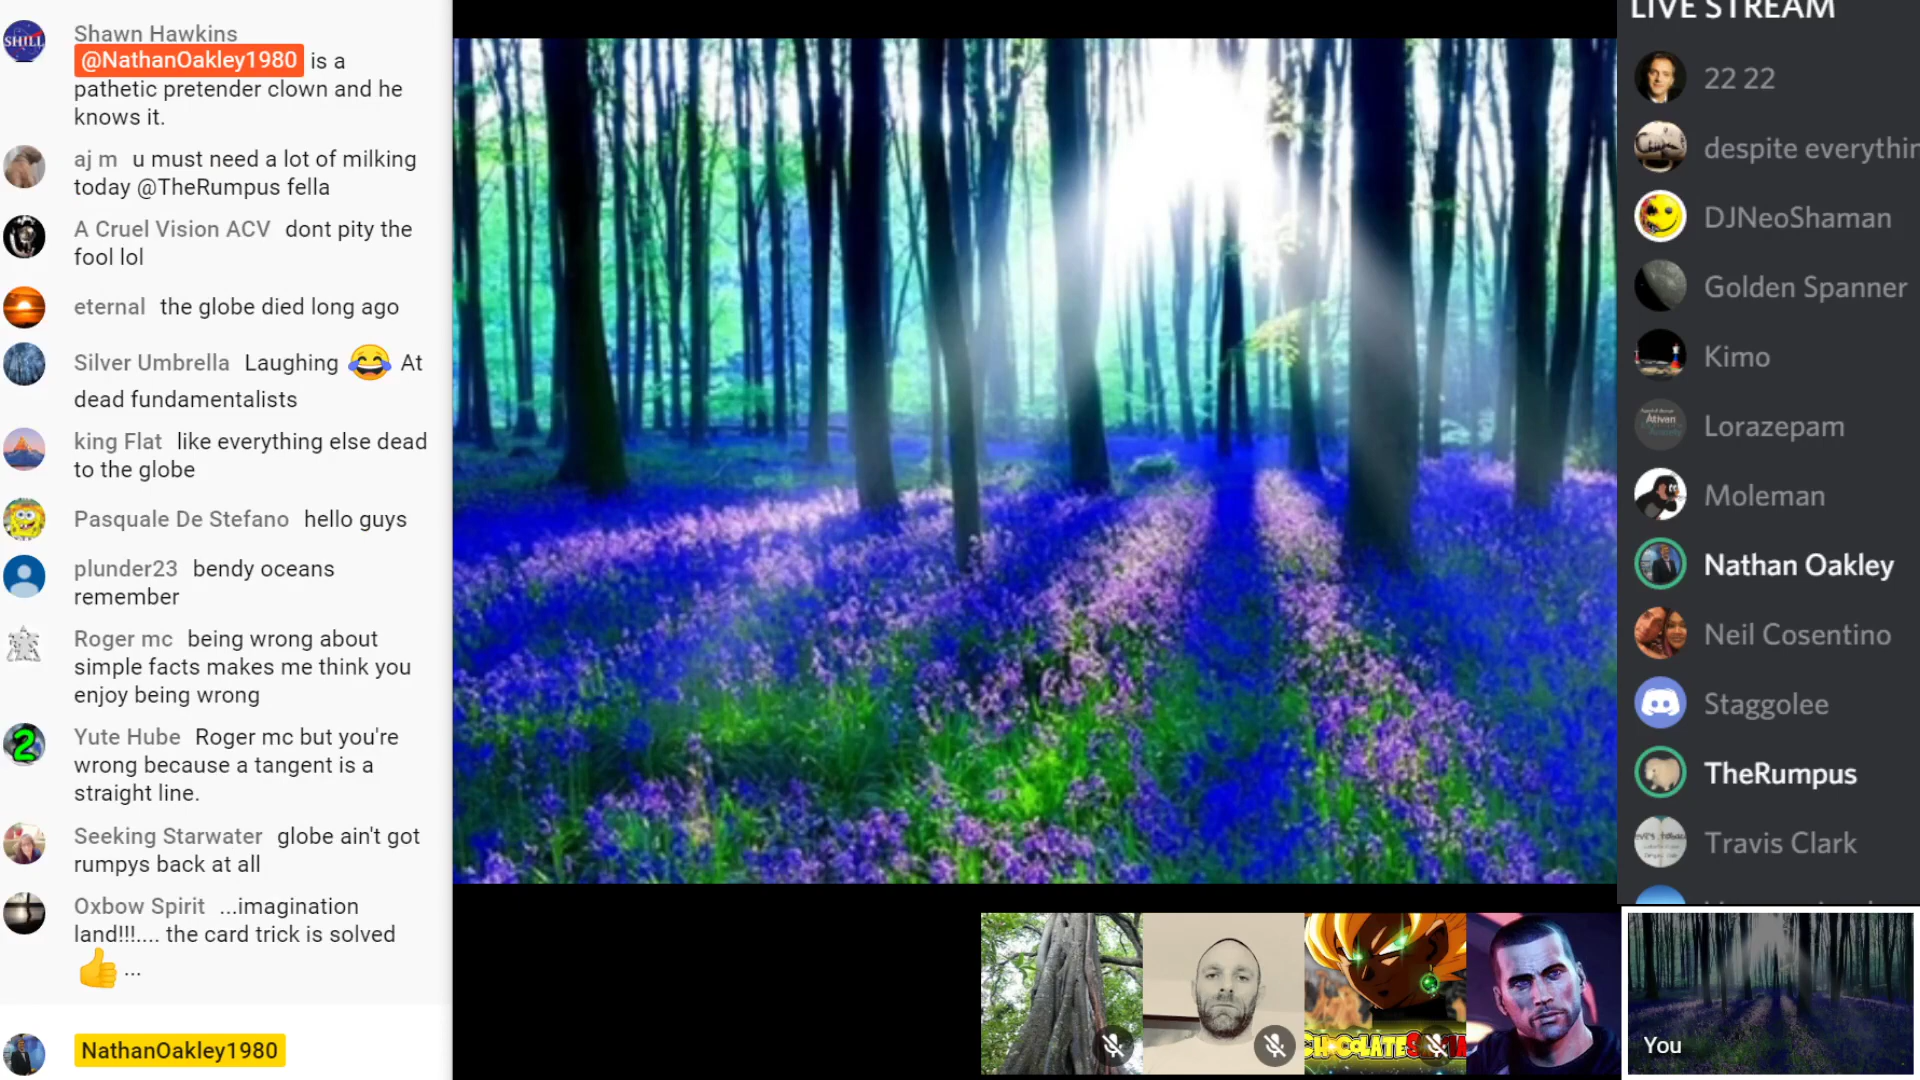 SHILL
Shawn Hawkins
@NathanOakley1980 is a
pathetic pretender clown and he
knows it.
aj m u must need a lot of milking
today @TheRumpus fella
A Cruel Vision ACV dont pity the
fool lol
eternal the globe died long ago
Silver Umbrella Laughing 😂 At
dead fundamentalists
king Flat like everything else dead
to the globe
Pasquale De Stefano hello guys
plunder23 bendy oceans
remember
Roger mc being wrong about
simple facts makes me think you
enjoy being wrong
2
Yute Hube Roger mc but you're
wrong because a tangent is a
straight line.
Seeking Starwater globe ain't got
rumpys back at all
Oxbow Spirit ...imagination
land!!!.... the card trick is solved
👍 ...
NathanOakley1980
LIVE STREAM
22 22
despite everythin
DJNeoShaman
Golden Spanner
Kimo
Ativan
Lorazepam
Moleman
Nathan Oakley
Neil Cosentino
Staggolee
TheRumpus
Travis Clark
CHOCOLATE
You